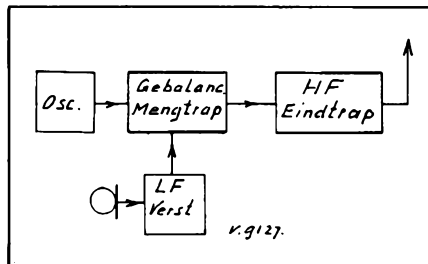 Osc.
Gebalanc.
Mengtrap
HF
Eindtrap
LF
Verst
v.g127.